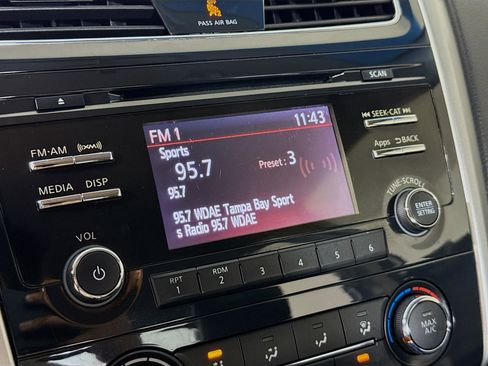 PASS AIR BAG
SCAN
FM 1
11:43
Sports
95.7
Preset: 3
95.7
95.7 WDAE Tampa Bay Sport
s Radio 95.7 WDAE
FM·AM
(XM)
MEDIA
DISP
VOL
SEEK·CAT
Apps
BACK
TUNE·SCROLL
ENTER
SETTING
RPT
1
RDM
2
3
4
5
6
MAX
A/C